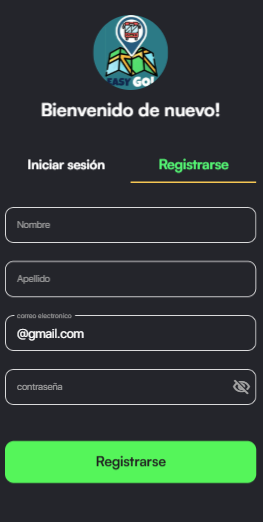 EASY GO!
Bienvenido de nuevo!
Iniciar sesión Registrarse
Nombre
Apellido
correo electronico
@gmail.com
contraseña
Registrarse